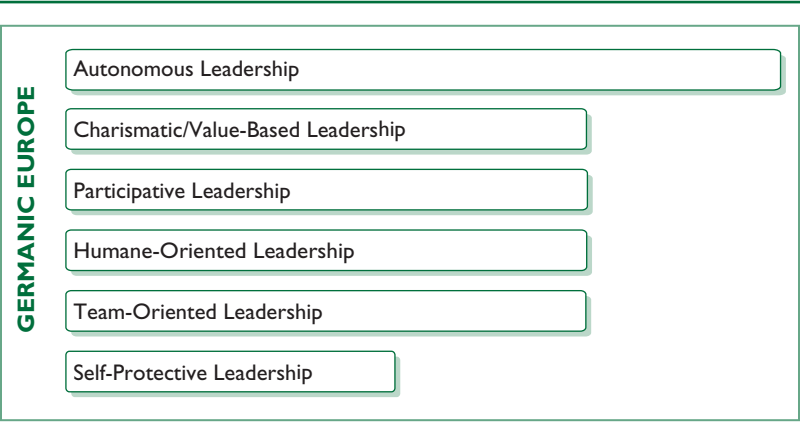 GERMANIC EUROPE
Autonomous Leadership
Charismatic/Value-Based Leadership
Participative Leadership
Humane-Oriented Leadership
Team-Oriented Leadership
Self-Protective Leadership